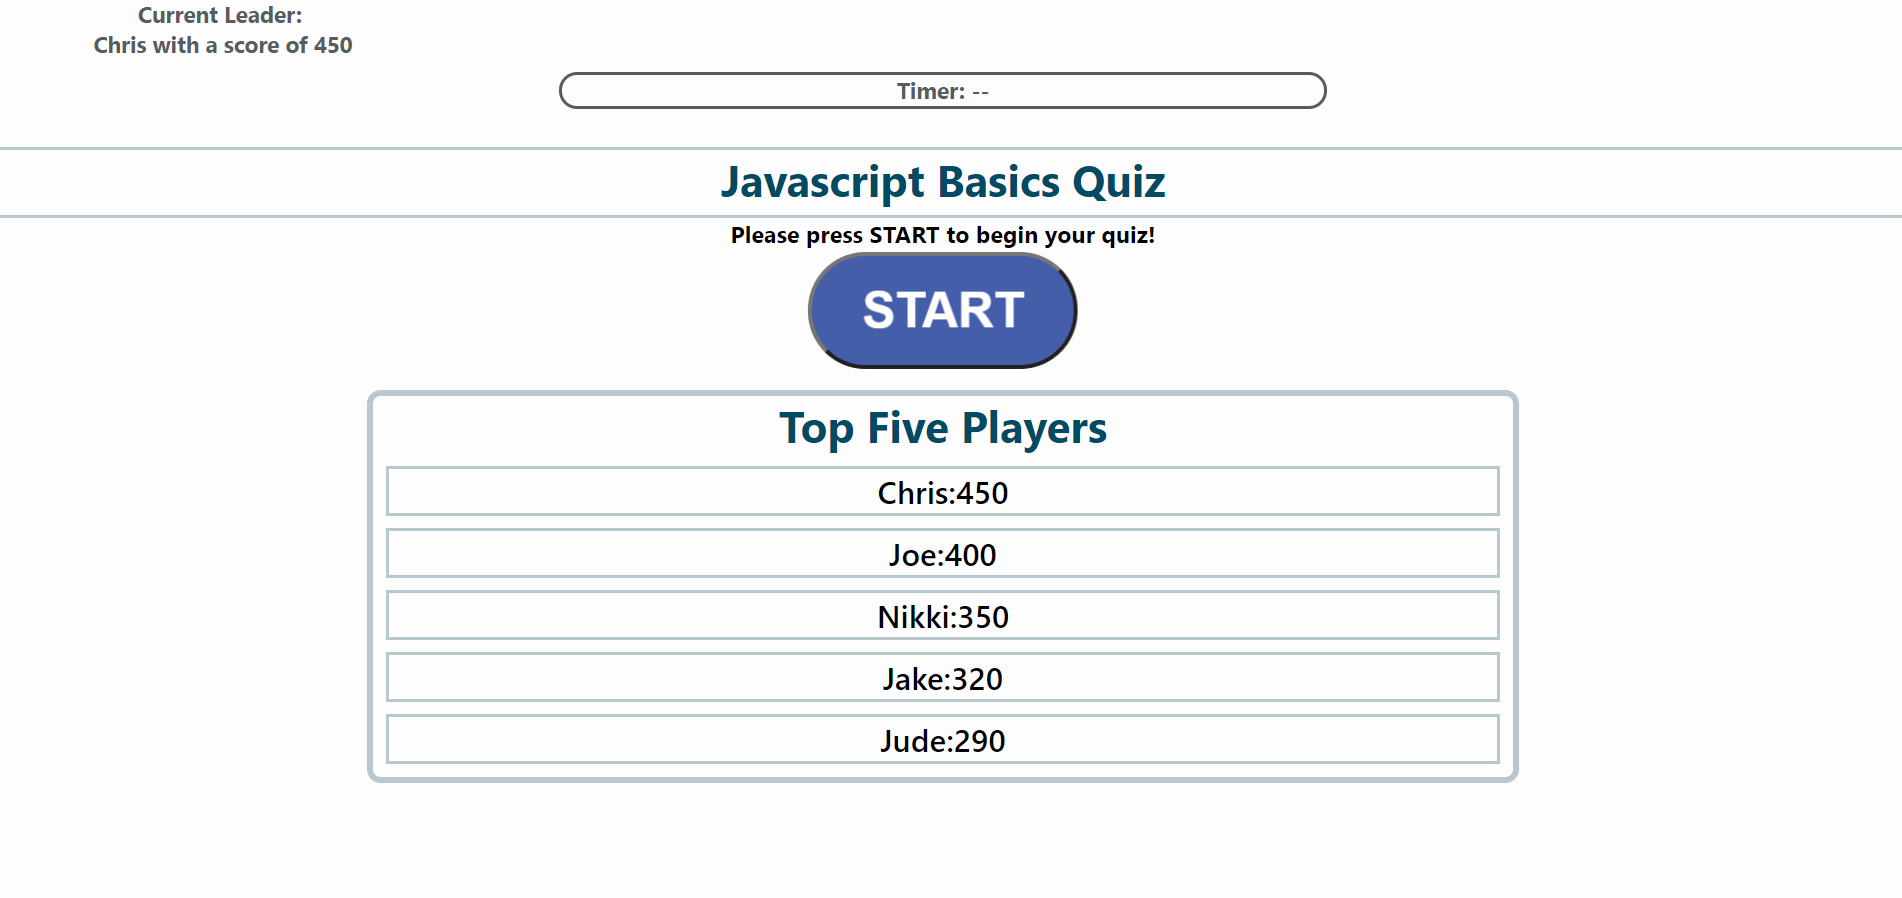 Current Leader:
Chris with a score of 450
Timer: --
Javascript Basics Quiz
Please press START to begin your quiz!
START
Top Five Players
Chris:450
Joe:400
Nikki:350
Jake:320
Jude:290